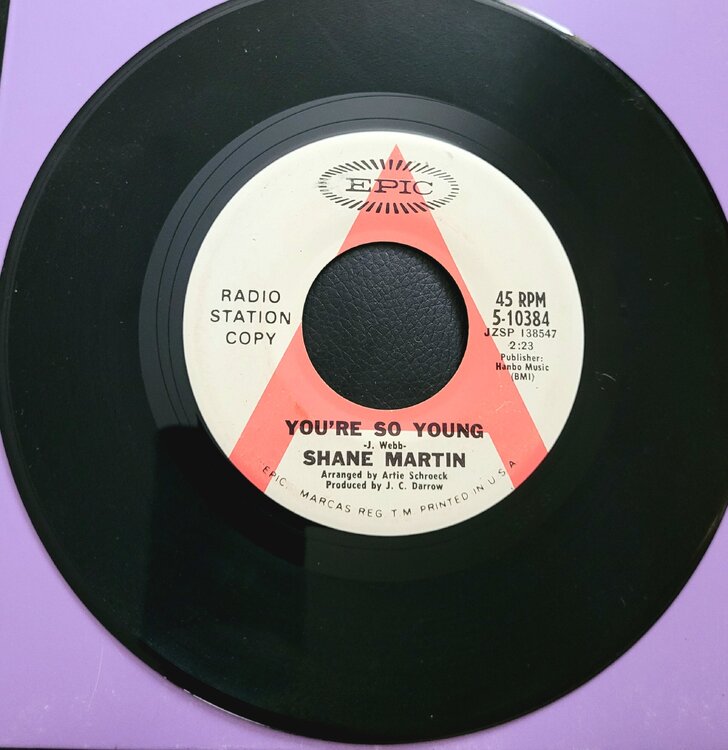 EPIC
RADIO
STATION
COPY
45 RPM
5-10384
JZSP 138547
2:23
Publisher:
Hanbo Music
(BMI)
YOU'RE SO YOUNG
-J. Webb-
SHANE MARTIN
Arranged by Artie Schroeck
Produced by J. C. Darrow
"EPIC" MARCAS REG. T M PRINTED IN U S A